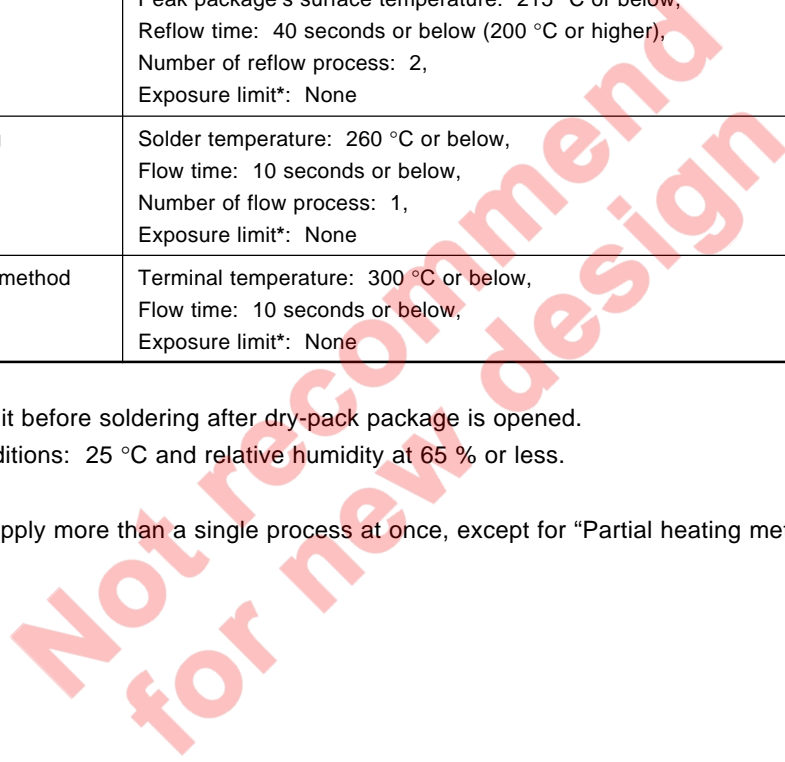 Peak package's surface temperature: 215 °C or below,
Reflow time: 40 seconds or below (200 °C or higher),
Number of reflow process: 2,
Exposure limit*: None
Solder temperature: 260 °C or below,
Flow time: 10 seconds or below,
Number of flow process: 1,
Exposure limit*: None
method
Terminal temperature: 300 °C or below,
Flow time: 10 seconds or below,
Exposure limit*: None
it before soldering after dry-pack package is opened.
ditions: 25 °C and relative humidity at 65 % or less.
pply more than a single process at once, except for “Partial heating met
Not recommend
for new design